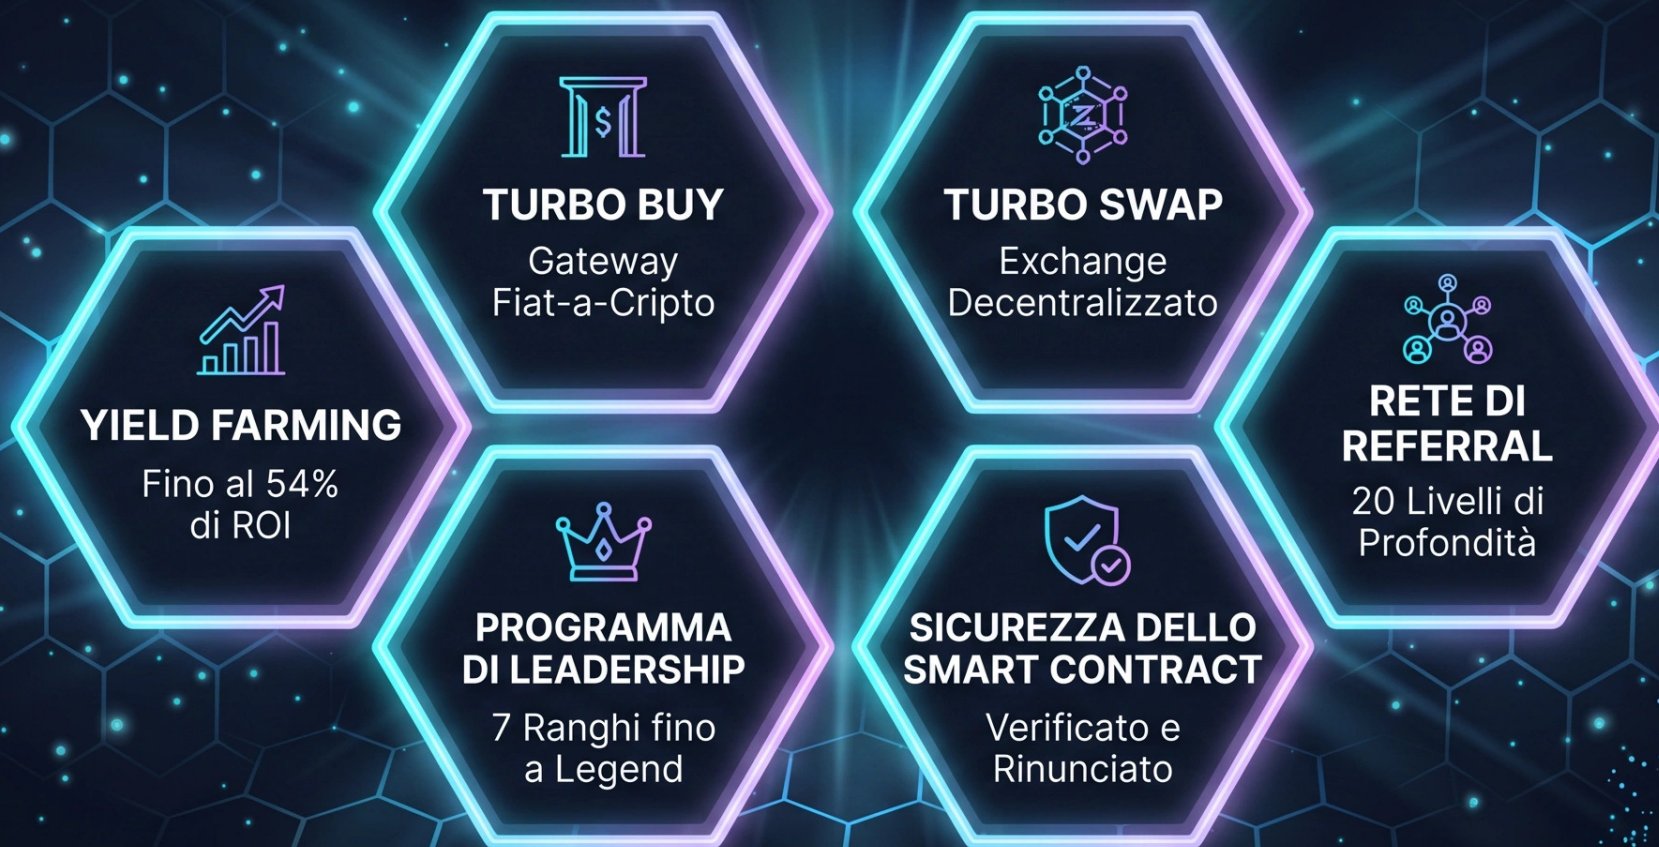 TURBO BUY
Gateway
Fiat-a-Cripto
TURBO SWAP
Exchange
Decentralizzato
YIELD FARMING
Fino al 54%
di ROI
RETE DI
REFERRAL
20 Livelli di
Profondità
PROGRAMMA
DI LEADERSHIP
7 Ranghi fino
a Legend
SICUREZZA DELLO
SMART CONTRACT
Verificato e
Rinunciato